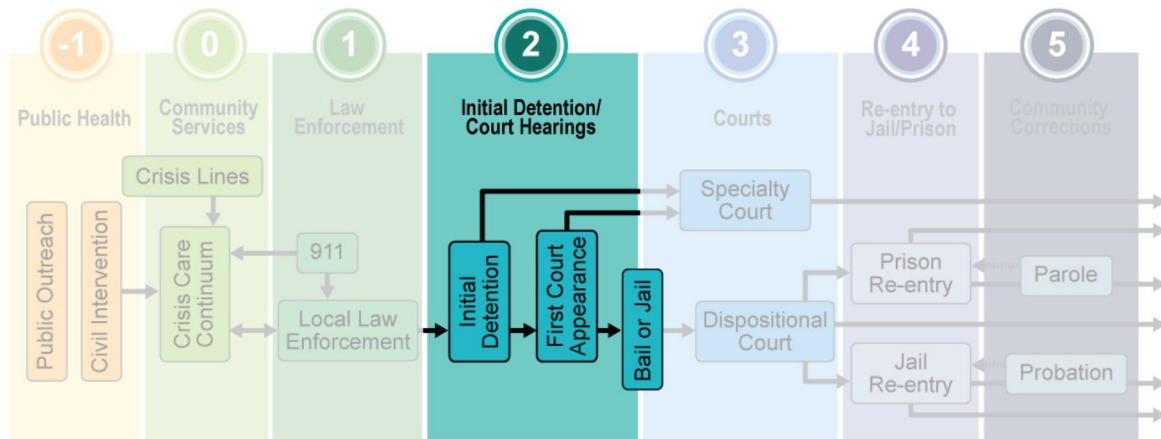 -1
0
1
2
3
4
5
Public Health
Community
Services
Law
Enforcement
Initial Detention/
Court Hearings
Courts
Re-entry to
Jail/Prison
Community
Corrections
Crisis Lines
Public Outreach
Civil Intervention
Crisis Care
Continuum
911
Local Law
Enforcement
Initial
Detention
First Court
Appearance
Bail or Jail
Specialty
Court
Dispositional
Court
Prison
Re-entry
Parole
Jail
Re-entry
Probation